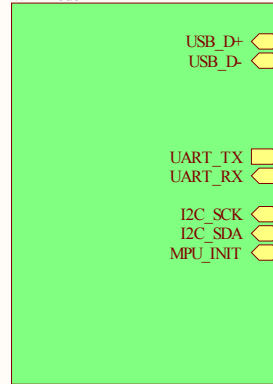 USB_D+
USB_D-
UART_TX
UART_RX
I2C_SCK
I2C_SDA
MPU_INIT